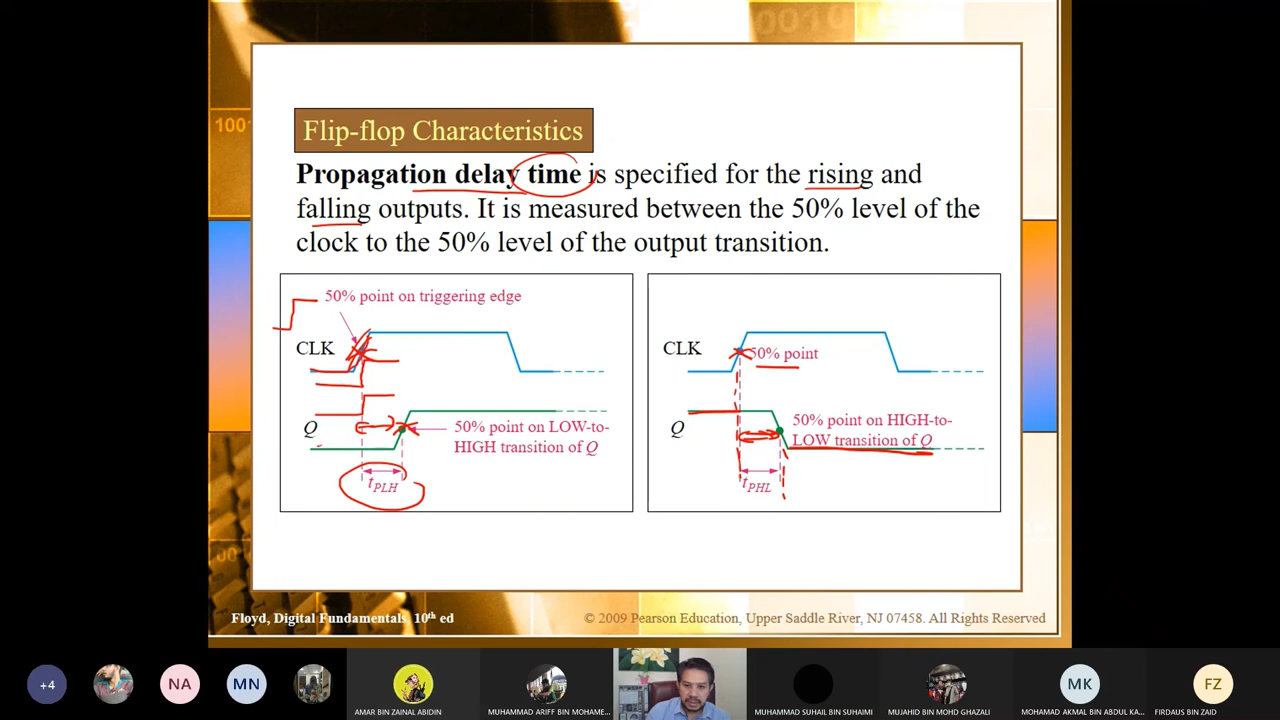 1001
Flip-flop Characteristics
Propagation delay time is specified for the rising and
falling outputs. It is measured between the 50% level of the
clock to the 50% level of the output transition.
50% point on triggering edge
CLK
Q
50% point on LOW-to-
HIGH transition of Q
tPLH
CLK
50% point
Q
50% point on HIGH-to-
LOW transition of Q
tPHL
Floyd, Digital Fundamentals, 10th ed
© 2009 Pearson Education, Upper Saddle River, NJ 07458. All Rights Reserved
+4
NA
MN
MK
FZ
AMAR BIN ZAINAL ABIDIN
MUHAMMAD ARIFF BIN MOHAME...
MUHAMMAD SUHAIL BIN SUHAIMI
MUJAHID BIN MOHD GHAZALI
MOHAMAD AKMAL BIN ABDUL KA...
FIRDAUS BIN ZAID